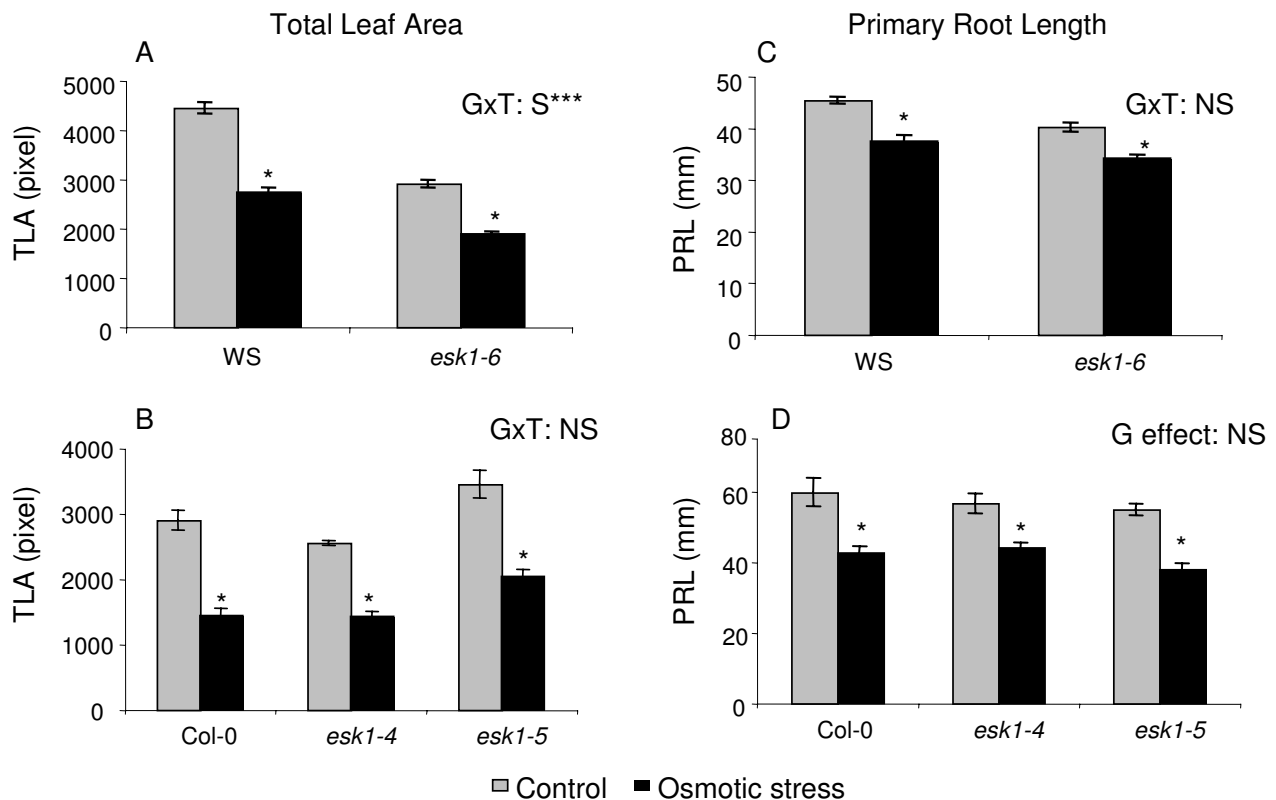 Total Leaf Area
Primary Root Length
A
GxT: S***
TLA (pixel)
5000
4000
3000
2000
1000
0
*
*
WS
esk1-6
C
GxT: NS
PRL (mm)
50
40
30
20
10
0
*
*
WS
esk1-6
B
GxT: NS
TLA (pixel)
4000
3000
2000
1000
0
*
*
*
Col-0
esk1-4
esk1-5
D
G effect: NS
PRL (mm)
80
60
40
20
0
*
*
*
Col-0
esk1-4
esk1-5
Control
Osmotic stress